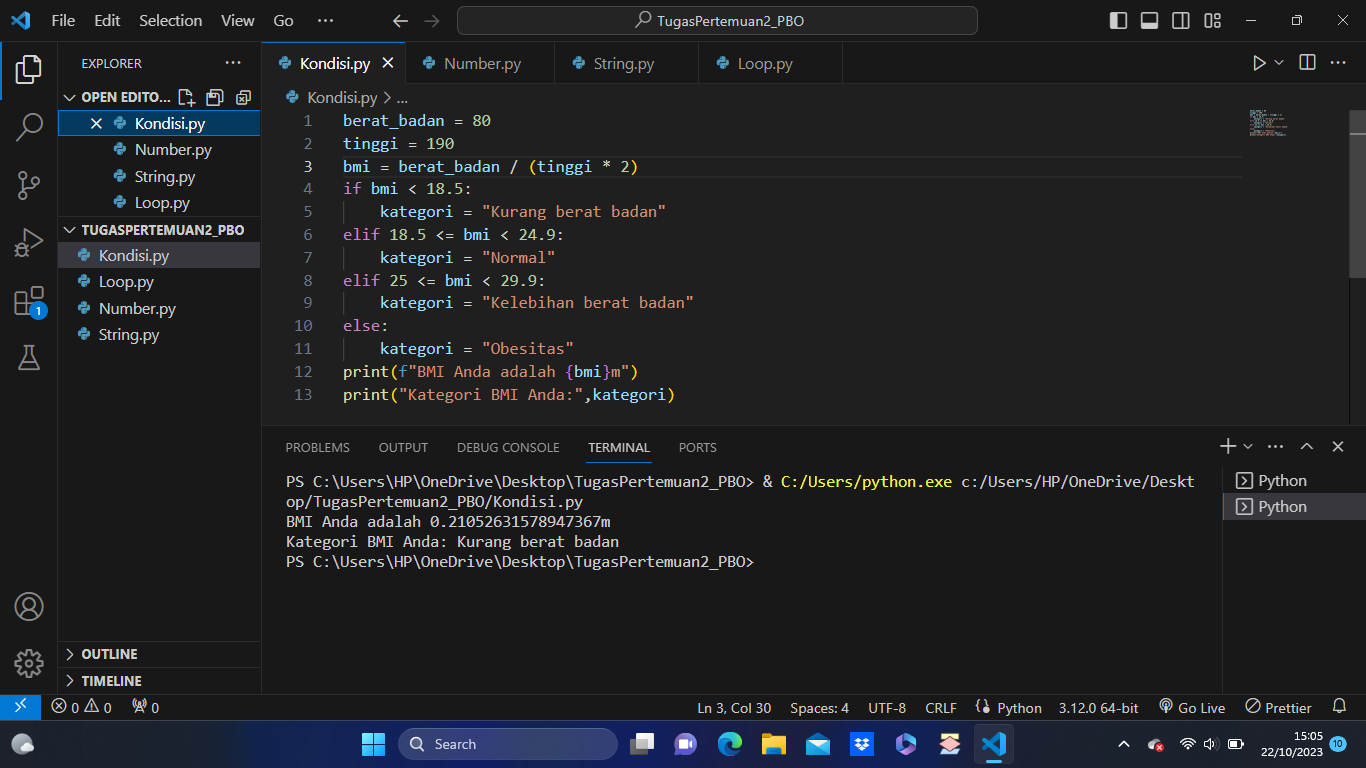 File Edit Selection View Go ···
TugasPertemuan2_PBO
EXPLORER
OPEN EDITO...
Kondisi.py
Number.py
String.py
Loop.py
TUGASPERTEMUAN2_PBO
Kondisi.py
Loop.py
Number.py
String.py
OUTLINE
TIMELINE
1
Kondisi.py Number.py String.py Loop.py
Kondisi.py > ...
1 berat_badan = 80
2 tinggi = 190
3 bmi = berat_badan / (tinggi * 2)
4 if bmi < 18.5:
5     kategori = "Kurang berat badan"
6 elif 18.5 <= bmi < 24.9:
7     kategori = "Normal"
8 elif 25 <= bmi < 29.9:
9     kategori = "Kelebihan berat badan"
10 else:
11     kategori = "Obesitas"
12 print(f"BMI Anda adalah {bmi}m")
13 print("Kategori BMI Anda:",kategori)
PROBLEMS OUTPUT DEBUG CONSOLE TERMINAL PORTS
PS C:\Users\HP\OneDrive\Desktop\TugasPertemuan2_PBO> & C:/Users/python.exe c:/Users/HP/OneDrive/Deskt
op/TugasPertemuan2_PBO/Kondisi.py
BMI Anda adalah 0.21052631578947367m
Kategori BMI Anda: Kurang berat badan
PS C:\Users\HP\OneDrive\Desktop\TugasPertemuan2_PBO>
Python
Python
0 0 0 Ln 3, Col 30 Spaces: 4 UTF-8 CRLF Python 3.12.0 64-bit Go Live Prettier
Search
15:05
22/10/2023
10